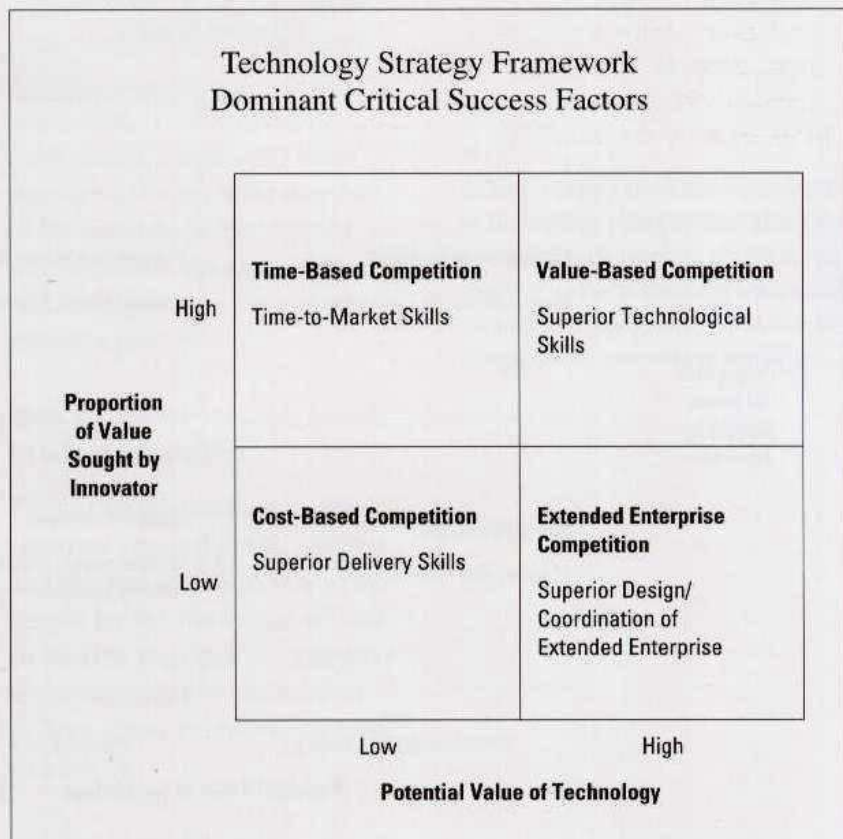 Technology Strategy Framework
Dominant Critical Success Factors
High
Time-Based Competition
Time-to-Market Skills
Value-Based Competition
Superior Technological
Skills
Proportion
of Value
Sought by
Innovator
Low
Cost-Based Competition
Superior Delivery Skills
Extended Enterprise
Competition
Superior Design/
Coordination of
Extended Enterprise
Low
High
Potential Value of Technology